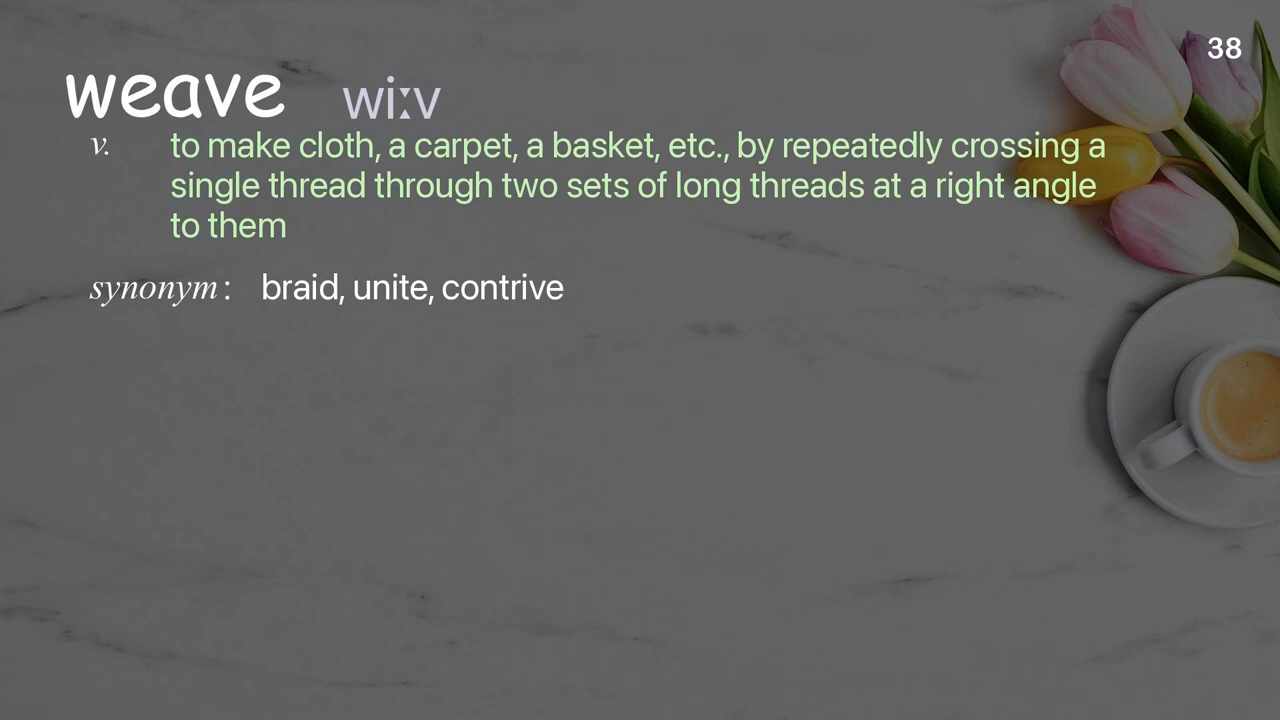 38
weave wiːv
v. to make cloth, a carpet, a basket, etc., by repeatedly crossing a
single thread through two sets of long threads at a right angle
to them
synonym: braid, unite, contrive